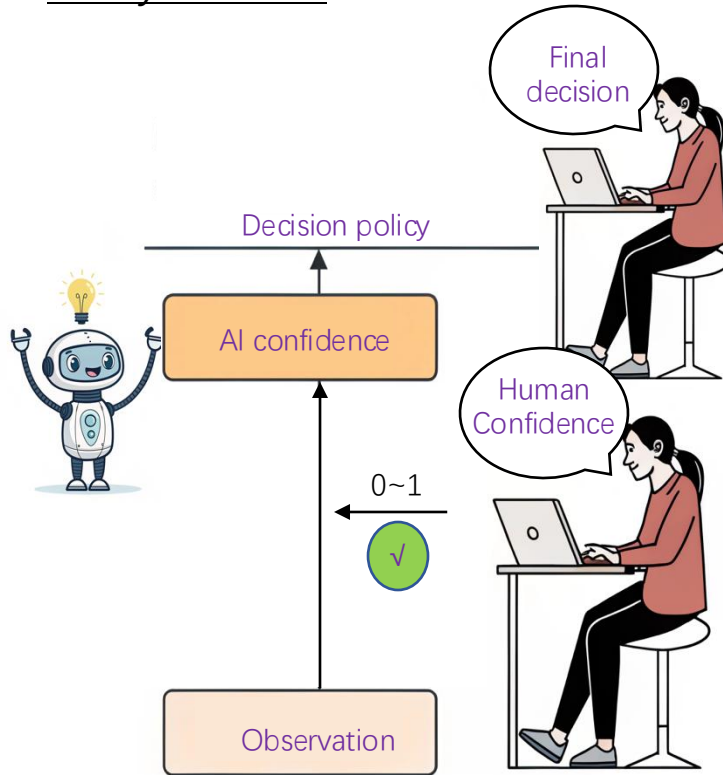 Final
decision
Decision policy
AI confidence
Human
Confidence
0~1
√
Observation